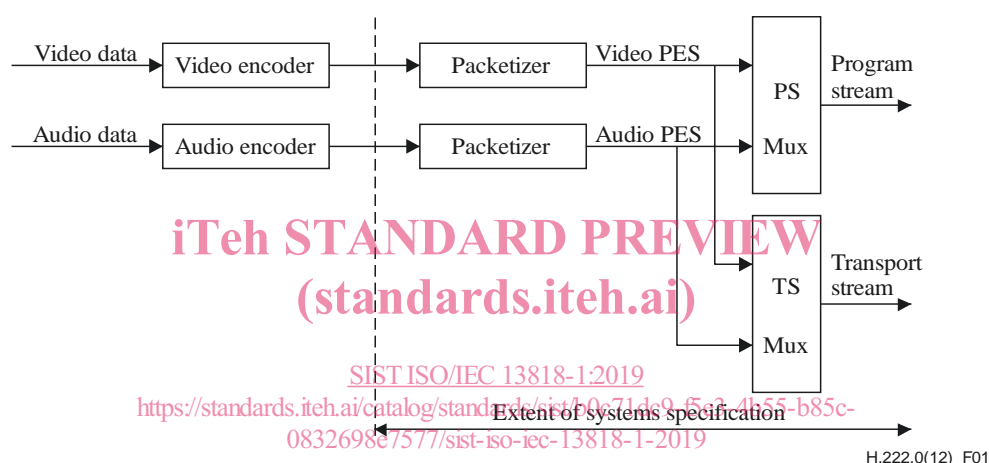 Video data
Video encoder
Packetizer
Video PES
PS
Mux
Program
stream
Audio data
Audio encoder
Packetizer
Audio PES
iTeh STANDARD PREVIEW
(standards.iteh.ai)
TS
Mux
Transport
stream
SIST ISO/IEC 13818-1:2019
https://standards.iteh.ai/catalog/standards/sist/
Extent of systems specification
0832698e7577/sist-iso-iec-13818-1-2019
H.222.0(12)_F01